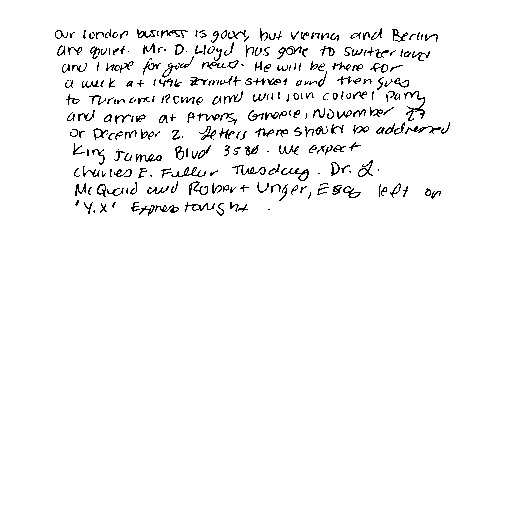 our London business is good, but Vienna and Berlin
are quiet. Mr. D. Lloyd has gone to Switzerland
and I hope for good news. He will be there for
a week at 1496 Zermott street and then goes
to Turin and Rome and will join colonel Parry
and arrive at Athens, Greece, November 27
or December 2. Letters there should be addressed
King James Blvd 3580. We expect
Charles E. Fuller Tuesday. Dr. L.
McQuaid and Robert Unger, Esq left on
'Y.X' Express tonight.